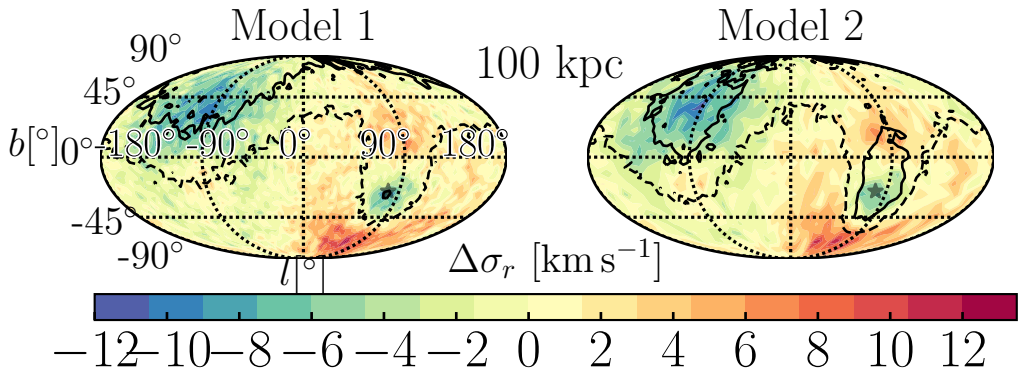 Model 1
Model 2
100 kpc
90°
45°
b[°]
0°
-45°
-90°
-180°
-90°
0°
90°
180°
l[°]
Δσ_r [km s⁻¹]
−12 −10 −8 −6 −4 −2 0 2 4 6 8 10 12